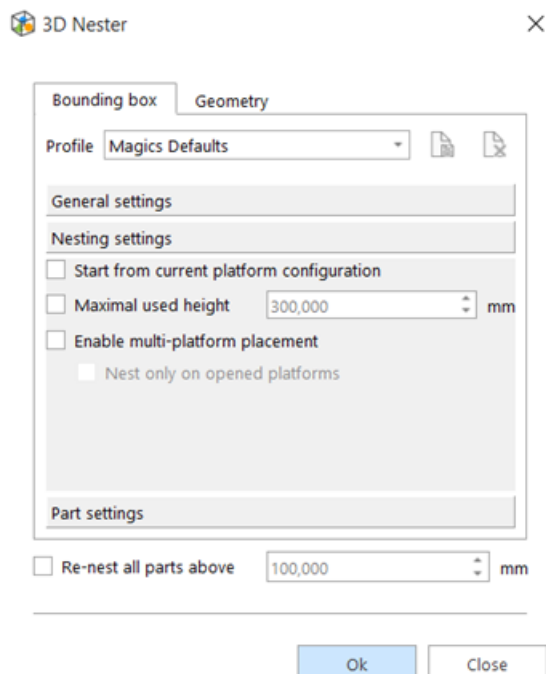 3D Nester
Bounding box Geometry
Profile Magics Defaults
General settings
Nesting settings
Start from current platform configuration
Maximal used height 300,000 mm
Enable multi-platform placement
Nest only on opened platforms
Part settings
Re-nest all parts above 100,000 mm
Ok Close